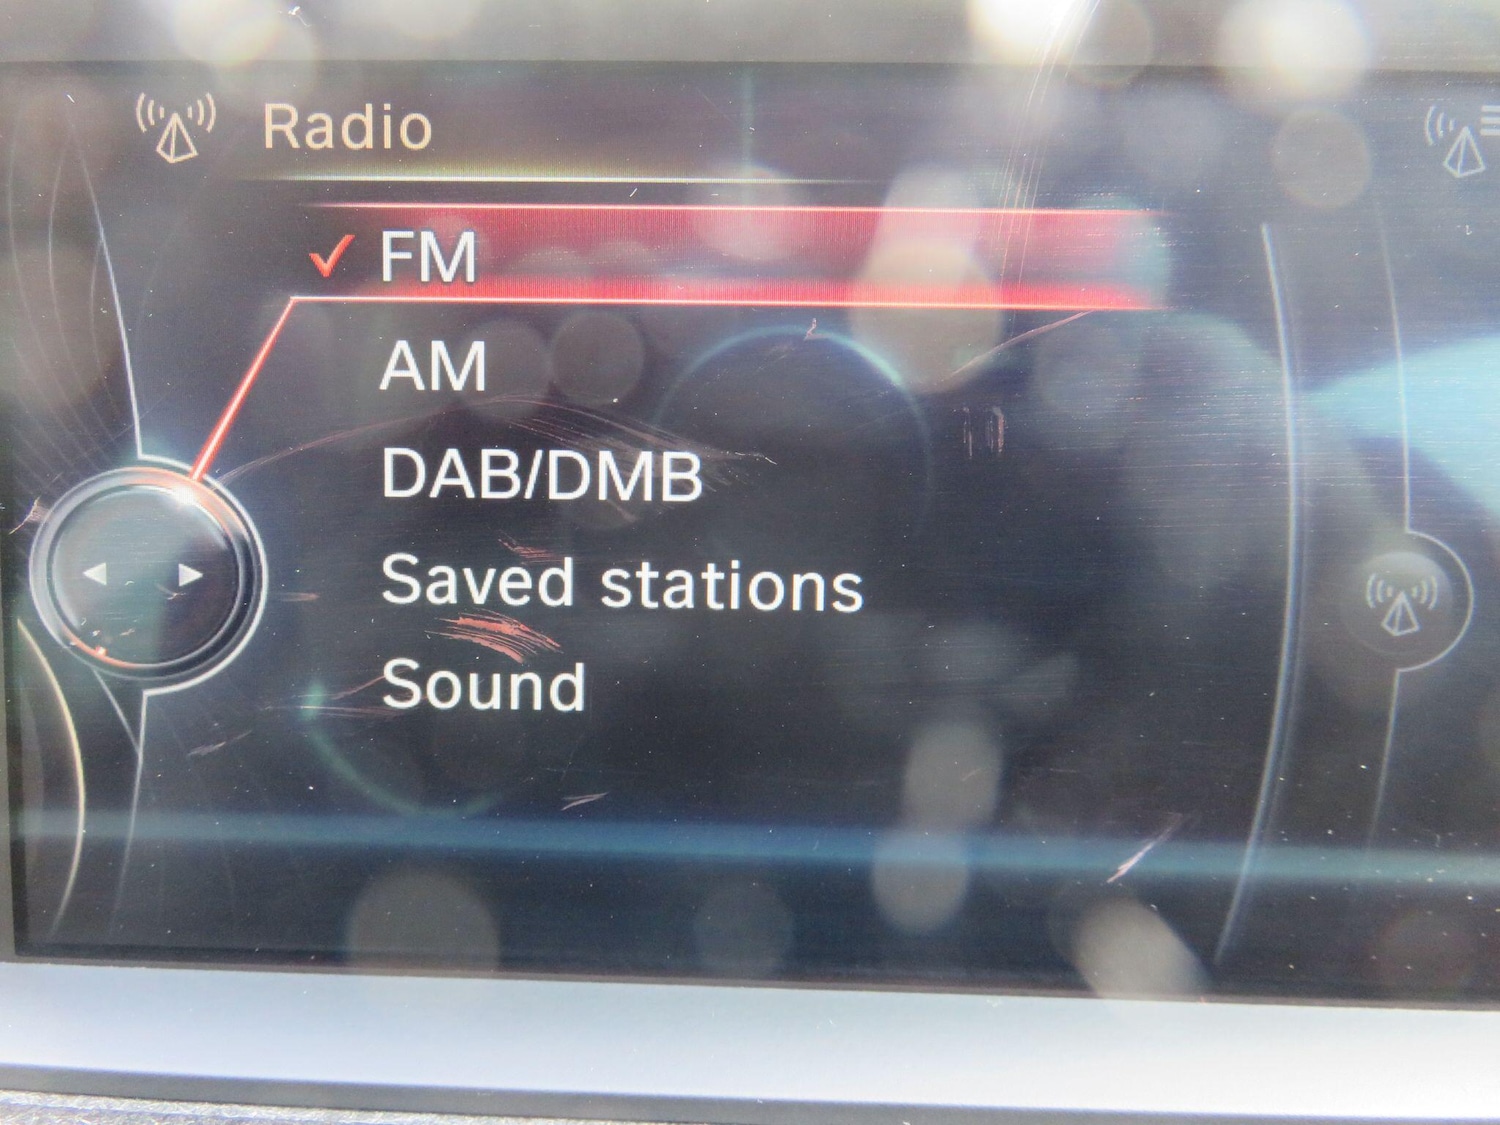 Radio
FM
AM
DAB/DMB
Saved stations
Sound